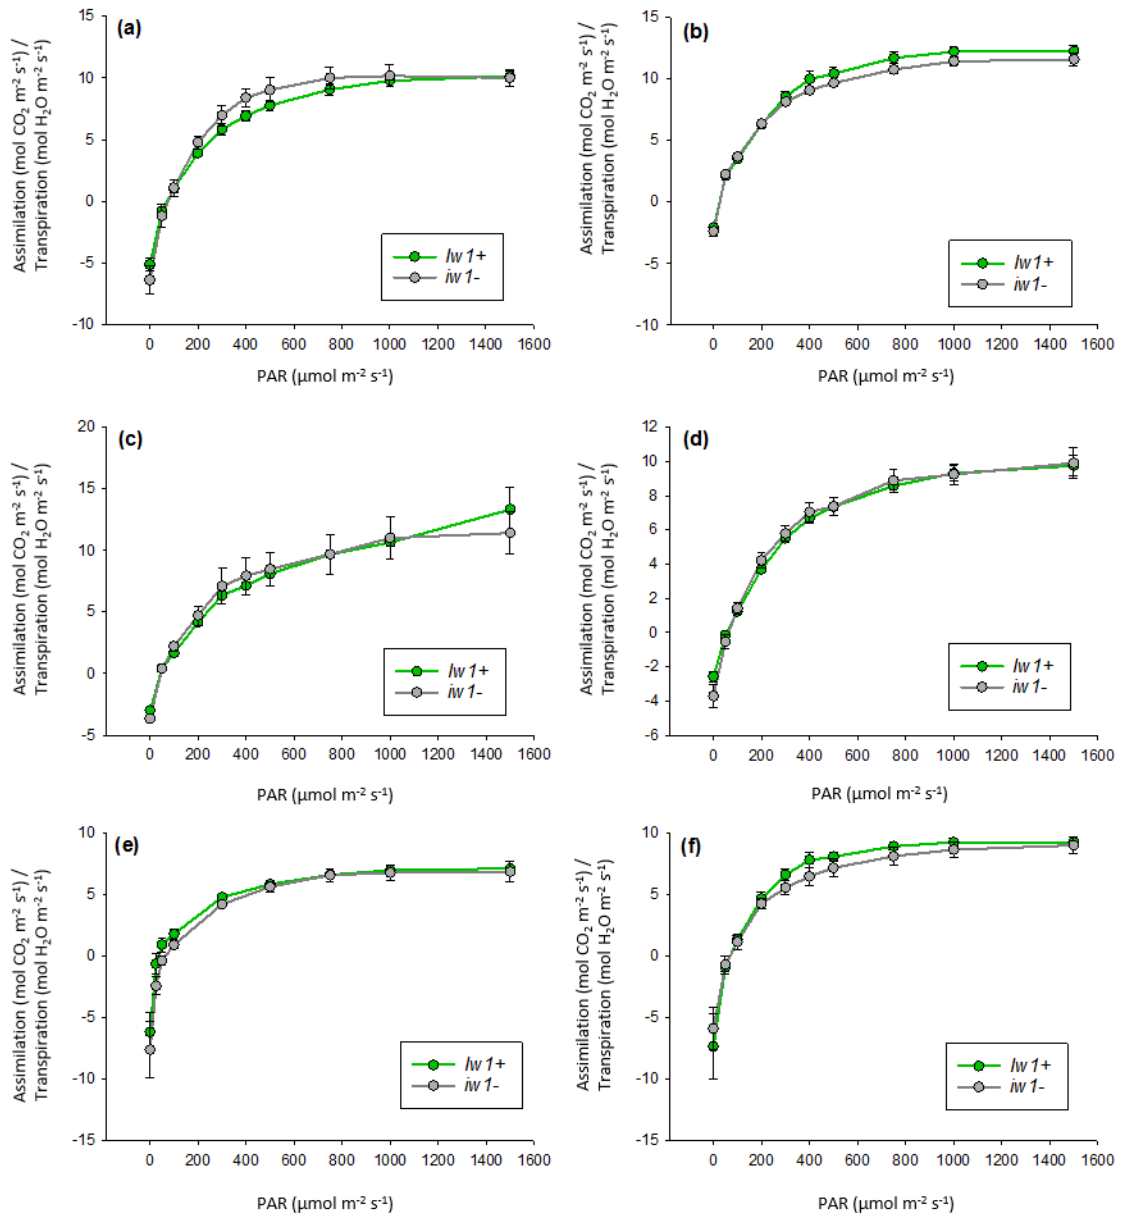 (a)
Assimilation (mol CO₂ m⁻² s⁻¹) /
Transpiration (mol H₂O m⁻² s⁻¹)
15
10
5
0
-5
-10
Iw1+
iw1-
0 200 400 600 800 1000 1200 1400 1600
PAR (µmol m⁻² s⁻¹)
(b)
Assimilation (mol CO₂ m⁻² s⁻¹) /
Transpiration (mol H₂O m⁻² s⁻¹)
15
10
5
0
-5
-10
Iw1+
iw1-
0 200 400 600 800 1000 1200 1400 1600
PAR (µmol m⁻² s⁻¹)
(c)
Assimilation (mol CO₂ m⁻² s⁻¹) /
Transpiration (mol H₂O m⁻² s⁻¹)
20
15
10
5
0
-5
Iw1+
iw1-
0 200 400 600 800 1000 1200 1400 1600
PAR (µmol m⁻² s⁻¹)
(d)
Assimilation (mol CO₂ m⁻² s⁻¹) /
Transpiration (mol H₂O m⁻² s⁻¹)
12
10
8
6
4
2
0
-2
-4
-6
Iw1+
iw1-
0 200 400 600 800 1000 1200 1400 1600
PAR (µmol m⁻² s⁻¹)
(e)
Assimilation (mol CO₂ m⁻² s⁻¹) /
Transpiration (mol H₂O m⁻² s⁻¹)
10
5
0
-5
-10
-15
Iw1+
iw1-
0 200 400 600 800 1000 1200 1400 1600
PAR (µmol m⁻² s⁻¹)
(f)
Assimilation (mol CO₂ m⁻² s⁻¹) /
Transpiration (mol H₂O m⁻² s⁻¹)
10
5
0
-5
-10
-15
Iw1+
iw1-
0 200 400 600 800 1000 1200 1400 1600
PAR (µmol m⁻² s⁻¹)